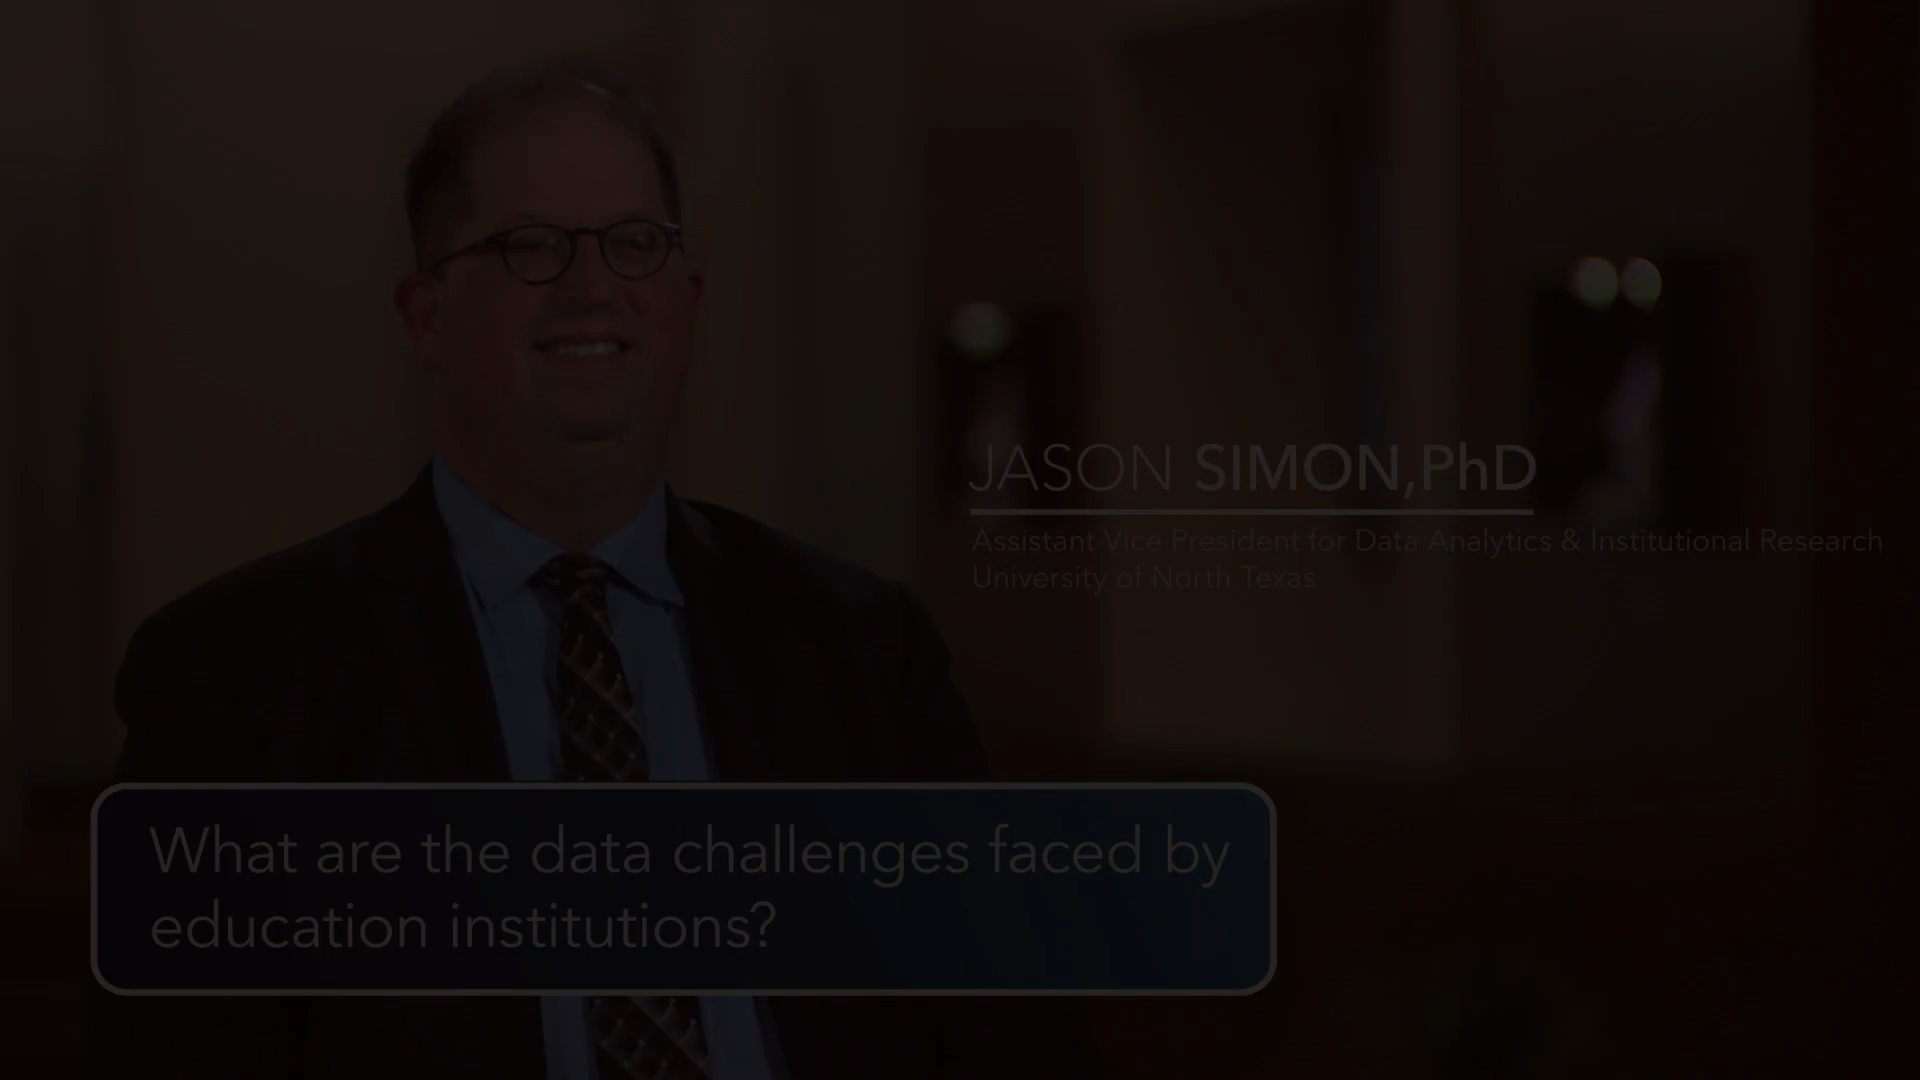 JASON SIMON,PhD
Assistant Vice President for Data Analytics & Institutional Research
University of North Texas
What are the data challenges faced by
education institutions?